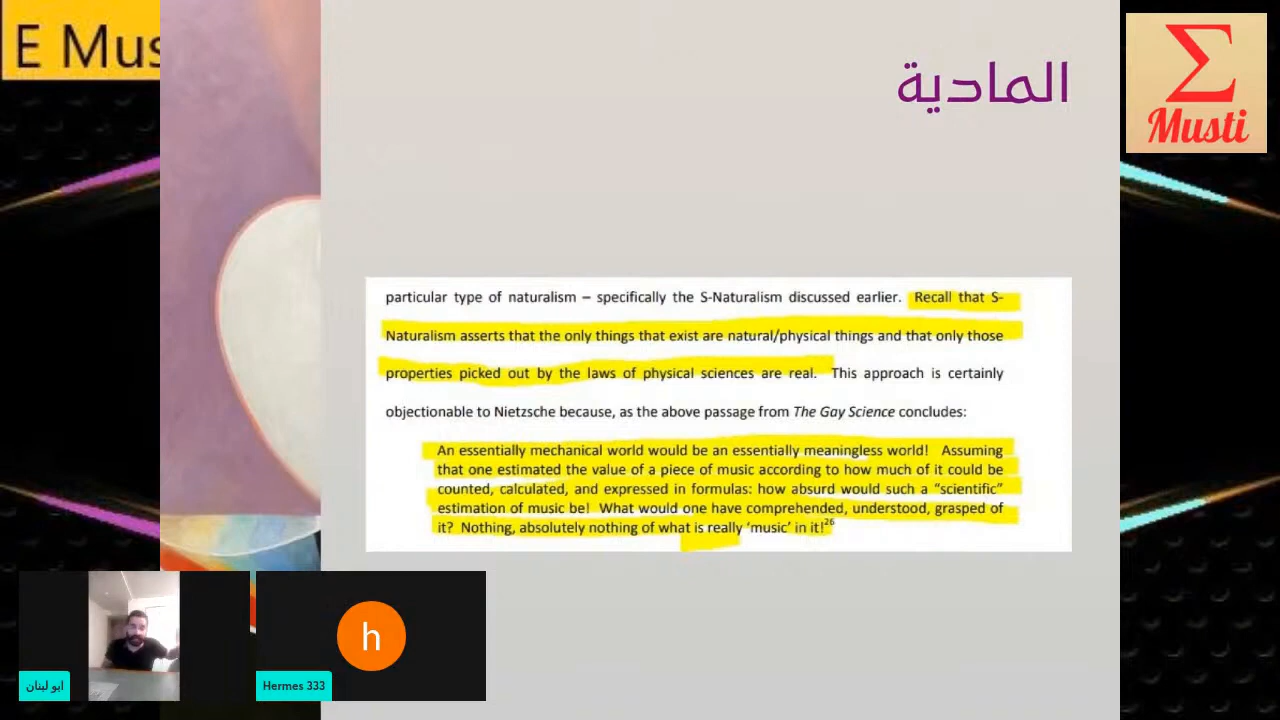 E Mus
المادية
Σ
Musti
particular type of naturalism – specifically the S-Naturalism discussed earlier. Recall that S-
Naturalism asserts that the only things that exist are natural/physical things and that only those
properties picked out by the laws of physical sciences are real. This approach is certainly
objectionable to Nietzsche because, as the above passage from The Gay Science concludes:
An essentially mechanical world would be an essentially meaningless world! Assuming
that one estimated the value of a piece of music according to how much of it could be
counted, calculated, and expressed in formulas: how absurd would such a “scientific”
estimation of music be! What would one have comprehended, understood, grasped of
it? Nothing, absolutely nothing of what is really ‘music’ in it!26
h
ابو لبنان
Hermes 333